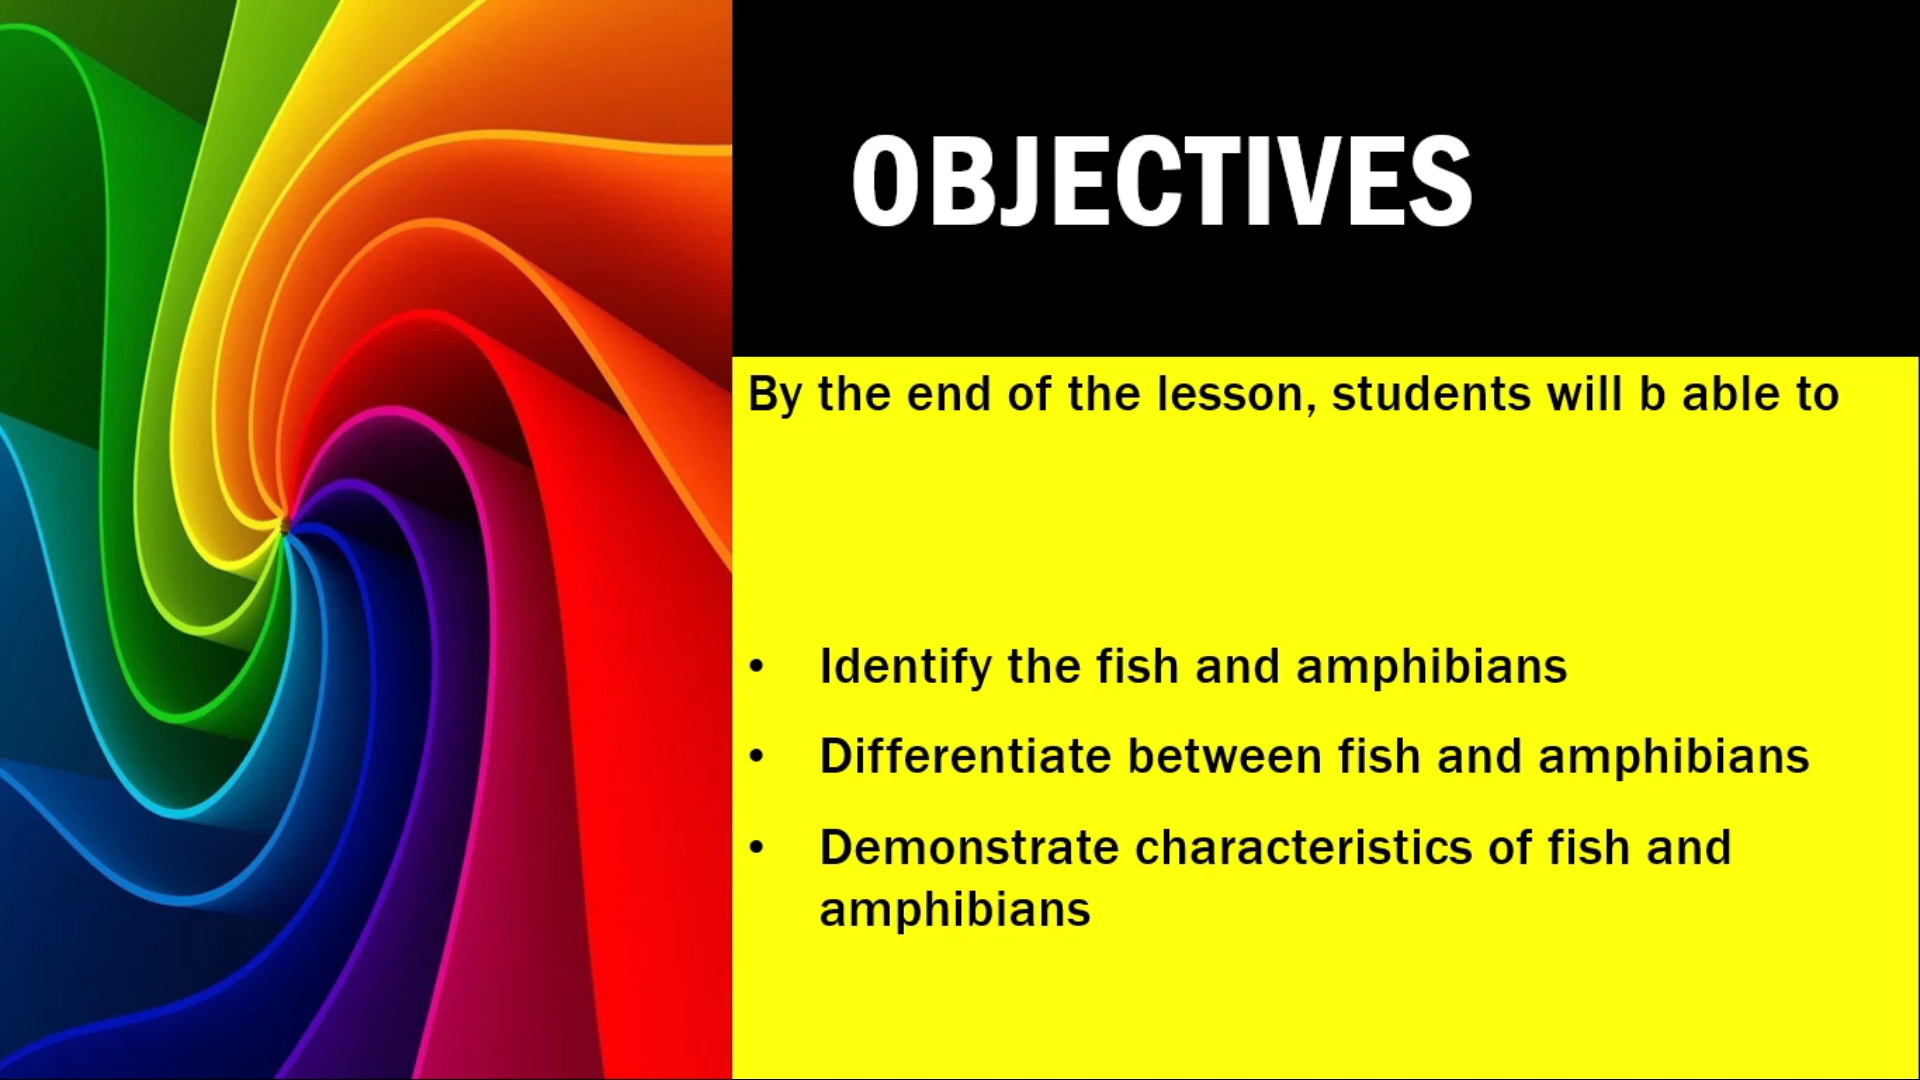 OBJECTIVES
By the end of the lesson, students will b able to
• Identify the fish and amphibians
• Differentiate between fish and amphibians
• Demonstrate characteristics of fish and
amphibians